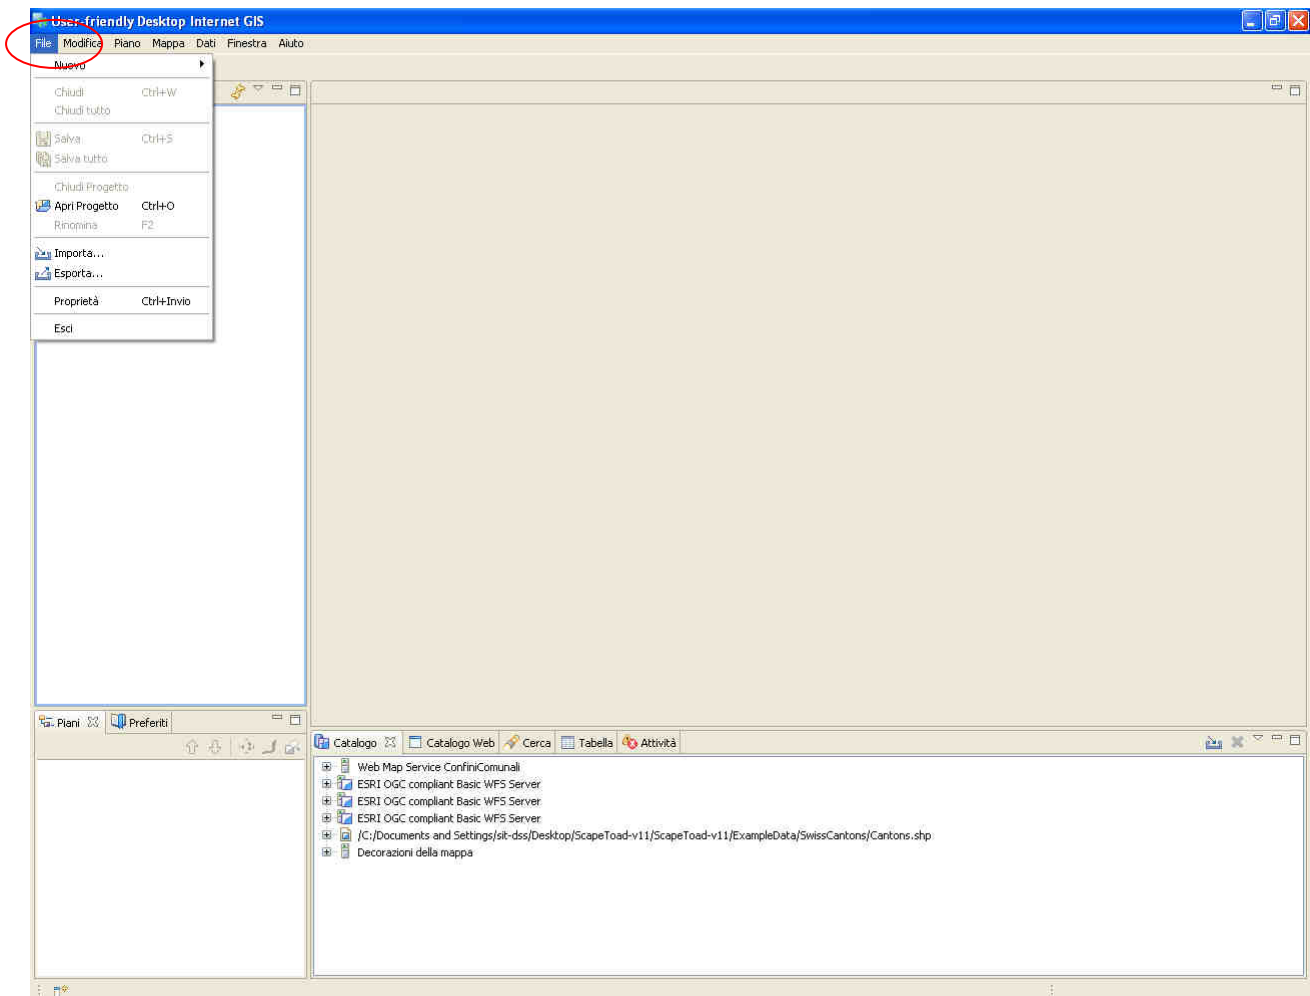 User-friendly Desktop Internet GIS
File Modifica Piano Mappa Dati Finestra Aiuto
Nuovo
Chiudi Ctrl+W
Chiudi tutto
Salva Ctrl+S
Salva tutto
Chiudi Progetto
Apri Progetto Ctrl+O
Rinomina F2
Importa...
Esporta...
Proprietà Ctrl+Invio
Esci
Piani Preferiti
Catalogo Catalogo Web Cerca Tabella Attività
Web Map Service ConfiniComunali
ESRI OGC compliant Basic WFS Server
ESRI OGC compliant Basic WFS Server
ESRI OGC compliant Basic WFS Server
/C:/Documents and Settings/sit-dss/Desktop/ScapeToad-v11/ScapeToad-v11/ExampleData/SwissCantons/Cantons.shp
Decorazioni della mappa